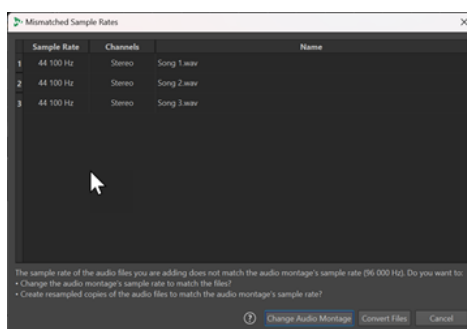 Mismatched Sample Rates
Sample Rate Channels Name
1 44 100 Hz Stereo Song 1.wav
2 44 100 Hz Stereo Song 2.wav
3 44 100 Hz Stereo Song 3.wav
The sample rate of the audio files you are adding does not match the audio montage's sample rate (96 000 Hz). Do you want to:
• Change the audio montage's sample rate to match the files?
• Create resampled copies of the audio files to match the audio montage's sample rate?
? Change Audio Montage Convert Files Cancel